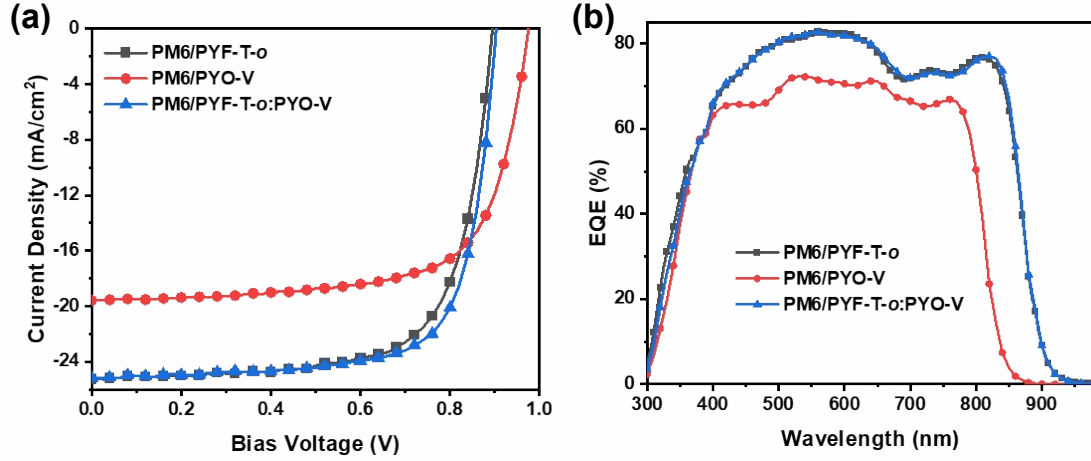 (a)
0
-4
-8
-12
-16
-20
-24
Current Density (mA/cm²)
PM6/PYF-T-o
PM6/PYO-V
PM6/PYF-T-o:PYO-V
0.0 0.2 0.4 0.6 0.8 1.0
Bias Voltage (V)
(b)
80
60
40
20
0
EQE (%)
PM6/PYF-T-o
PM6/PYO-V
PM6/PYF-T-o:PYO-V
300 400 500 600 700 800 900
Wavelength (nm)